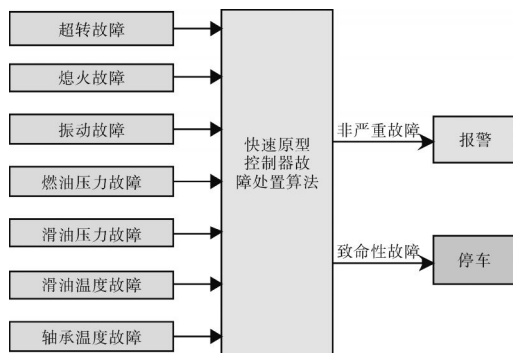 超转故障
熄火故障
振动故障
燃油压力故障
滑油压力故障
滑油温度故障
轴承温度故障
快速原型
控制器故
障处置算法
非严重故障
报警
致命性故障
停车